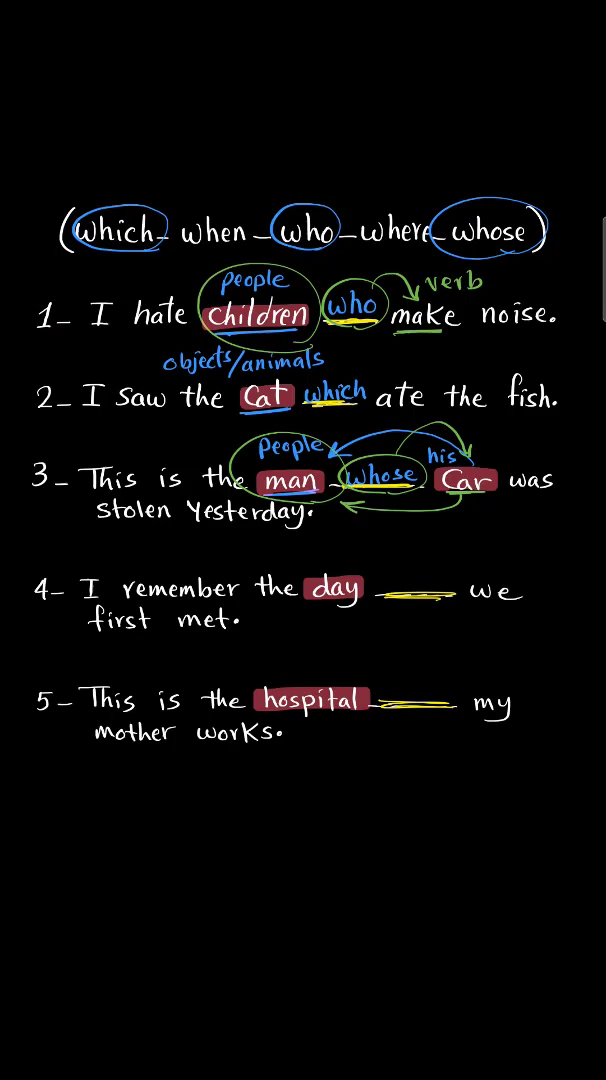 (which - when - who - where - whose)
people verb
1- I hate children who make noise.
objects/animals
2- I saw the cat which ate the fish.
people his
3- This is the man whose car was
stolen yesterday.
4- I remember the day ____ we
first met.
5- This is the hospital ____ my
mother works.